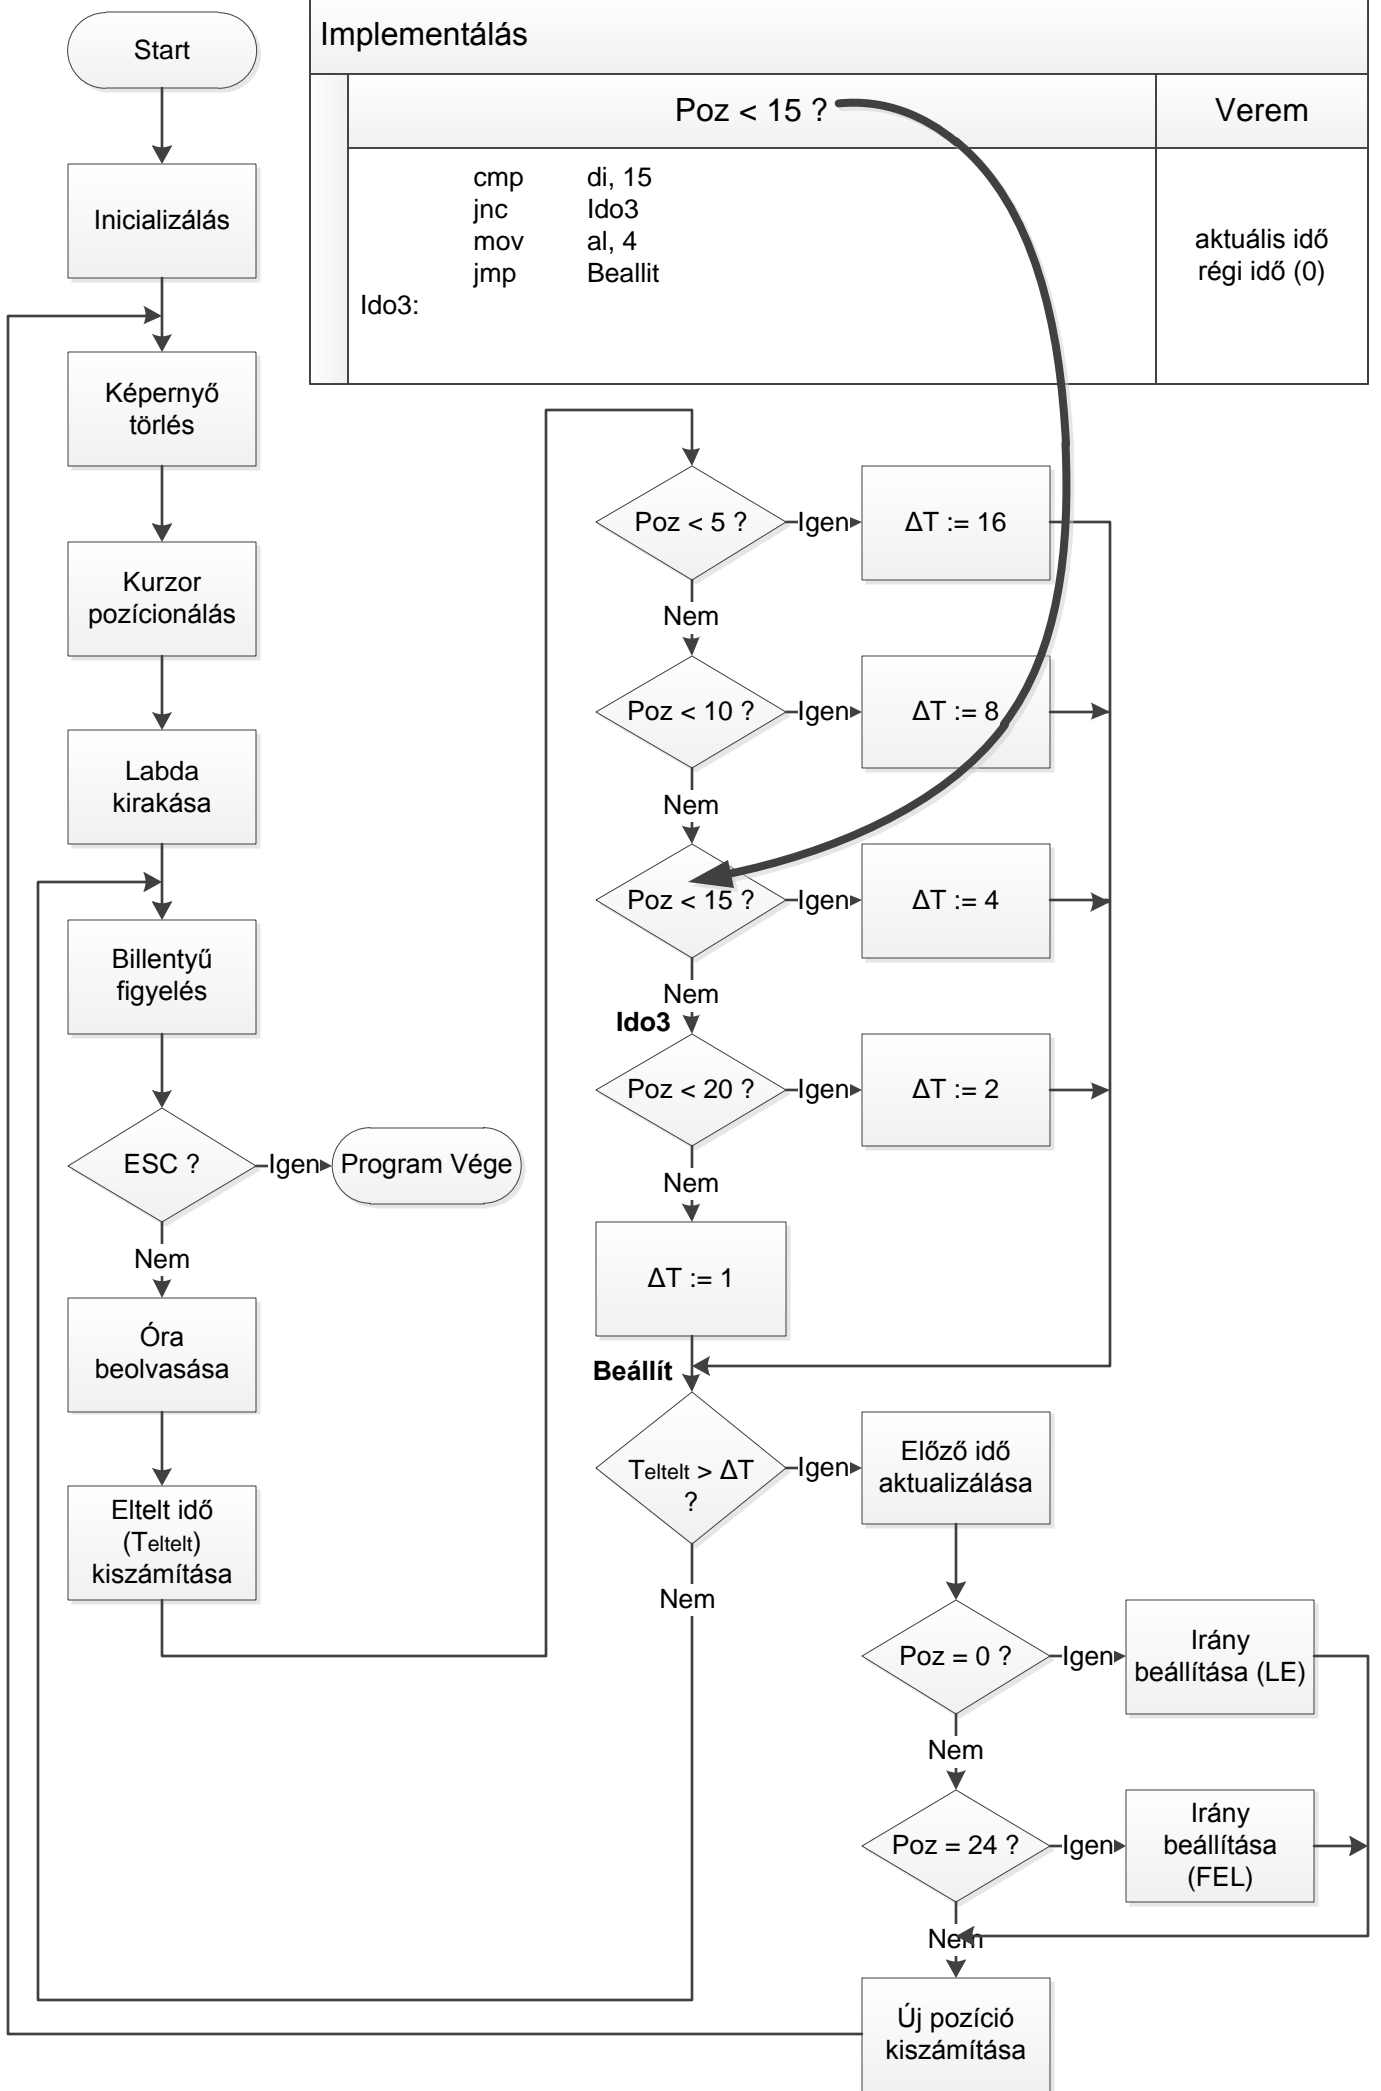 Implementálás
Poz < 15 ?
Verem
cmp di, 15
jnc Ido3
mov al, 4
jmp Beallit
Ido3:
aktuális idő
régi idő (0)
Start
Inicializálás
Képernyő
törlés
Kurzor
pozícionálás
Labda
kirakása
Billentyű
figyelés
ESC ?
Igen
Program Vége
Nem
Óra
beolvasása
Eltelt idő
(Teltelt)
kiszámítása
Poz < 5 ?
Igen
ΔT := 16
Nem
Poz < 10 ?
Igen
ΔT := 8
Nem
Poz < 15 ?
Igen
ΔT := 4
Nem
Ido3
Poz < 20 ?
Igen
ΔT := 2
Nem
ΔT := 1
Beállít
Teltelt > ΔT
?
Igen
Előző idő
aktualizálása
Nem
Poz = 0 ?
Igen
Irány
beállítása (LE)
Nem
Poz = 24 ?
Igen
Irány
beállítása
(FEL)
Nem
Új pozíció
kiszámítása